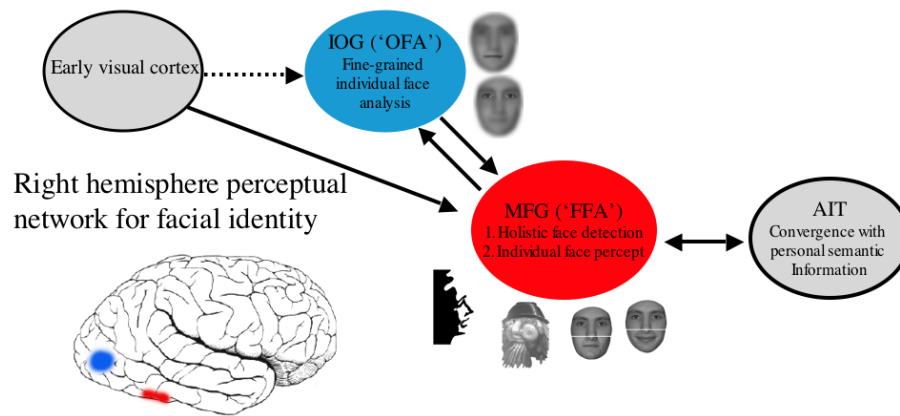 Early visual cortex
IOG (‘OFA’)
Fine-grained
individual face
analysis
Right hemisphere perceptual
network for facial identity
MFG (‘FFA’)
1. Holistic face detection
2. Individual face percept
AIT
Convergence with
personal semantic
Information